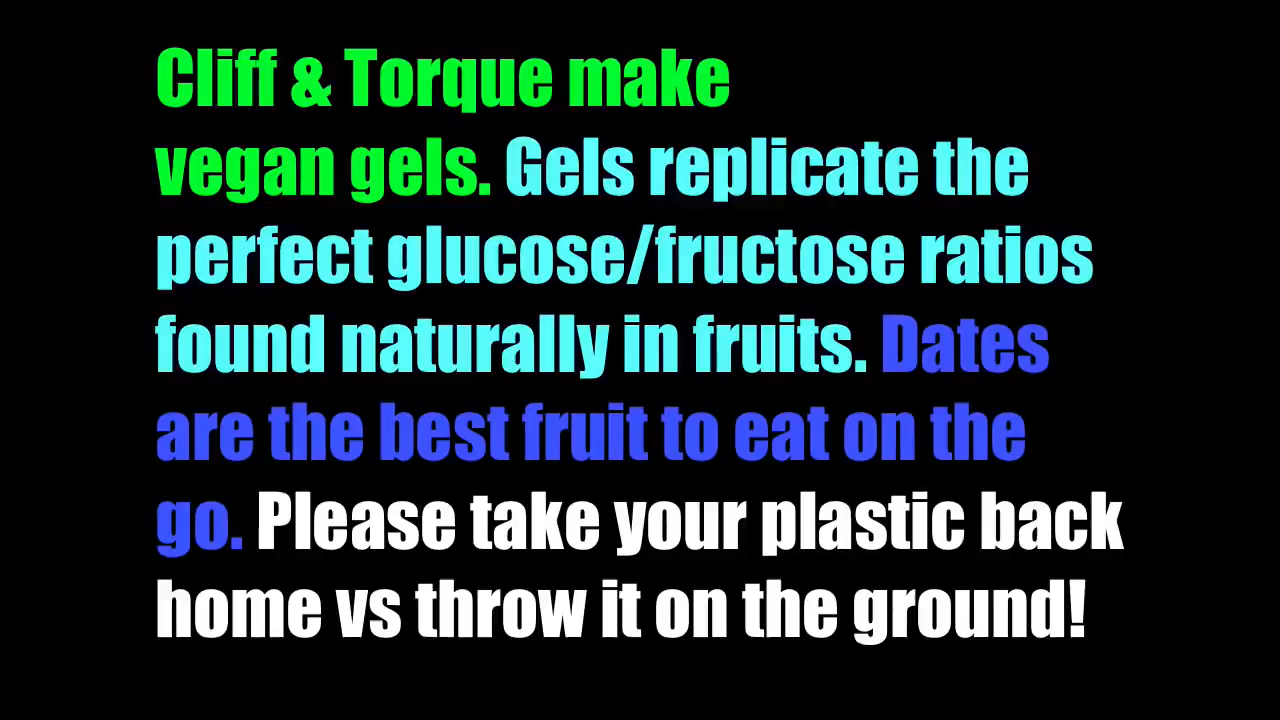 Cliff & Torque make
vegan gels. Gels replicate the
perfect glucose/fructose ratios
found naturally in fruits. Dates
are the best fruit to eat on the
go. Please take your plastic back
home vs throw it on the ground!